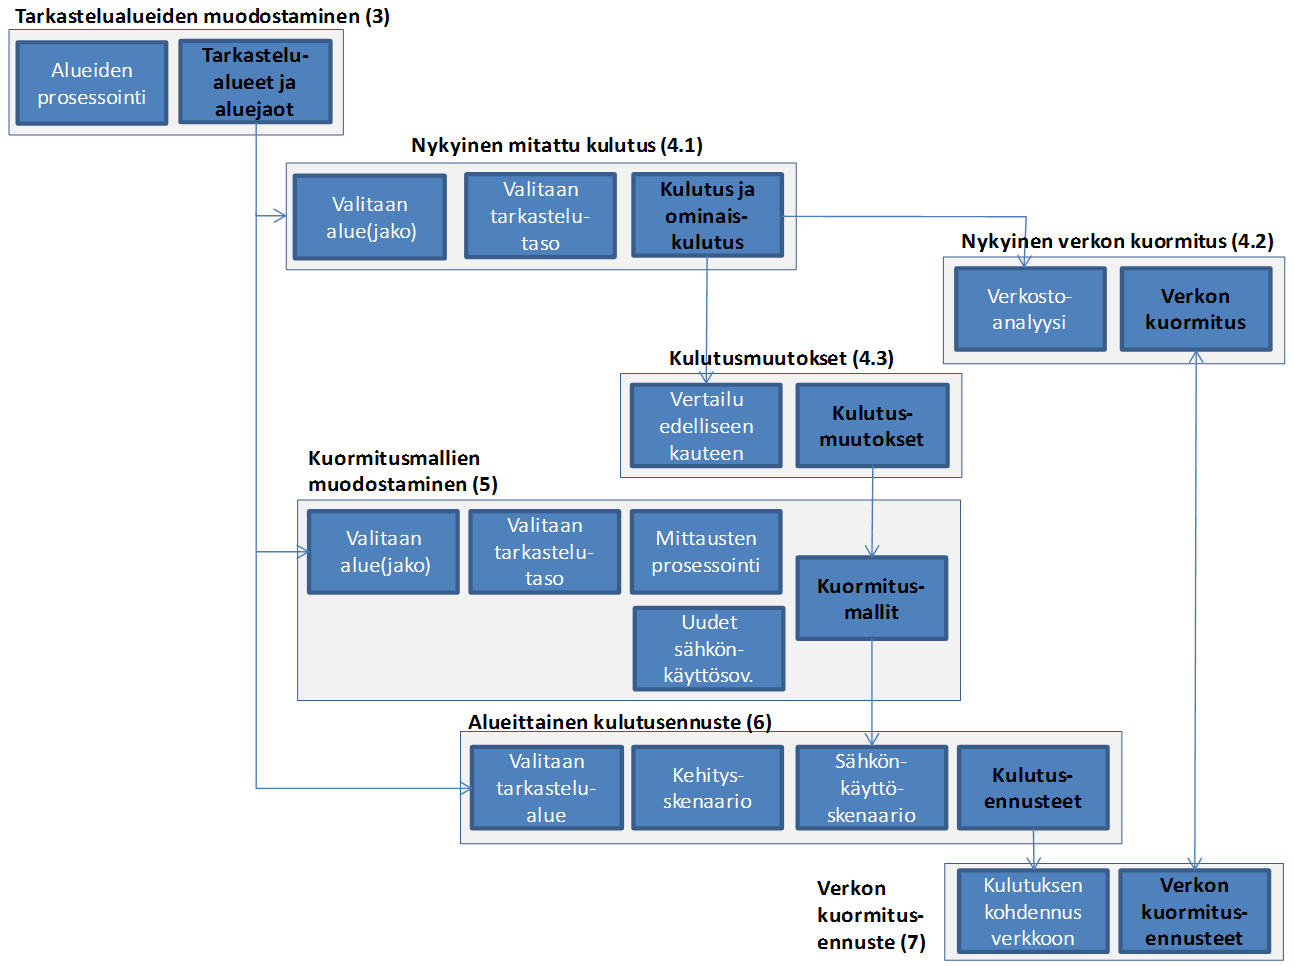 Tarkastelualueiden muodostaminen (3)
Alueiden
prosessointi
Tarkastelu-
alueet ja
aluejaot
Nykyinen mitattu kulutus (4.1)
Valitaan
alue(jako)
Valitaan
tarkastelu-
taso
Kulutus ja
ominais-
kulutus
Nykyinen verkon kuormitus (4.2)
Verkosto-
analyysi
Verkon
kuormitus
Kulutusmuutokset (4.3)
Vertailu
edelliseen
kauteen
Kulutus-
muutokset
Kuormitusmallien
muodostaminen (5)
Valitaan
alue(jako)
Valitaan
tarkastelu-
taso
Mittausten
prosessointi
Uudet
sähkön-
käyttösov.
Kuormitus-
mallit
Alueittainen kulutusennuste (6)
Valitaan
tarkastelu-
alue
Kehitys-
skenaario
Sähkön-
käyttö-
skenaario
Kulutus-
ennusteet
Verkon
kuormitus-
ennuste (7)
Kulutuksen
kohdennus
verkkoon
Verkon
kuormitus-
ennusteet